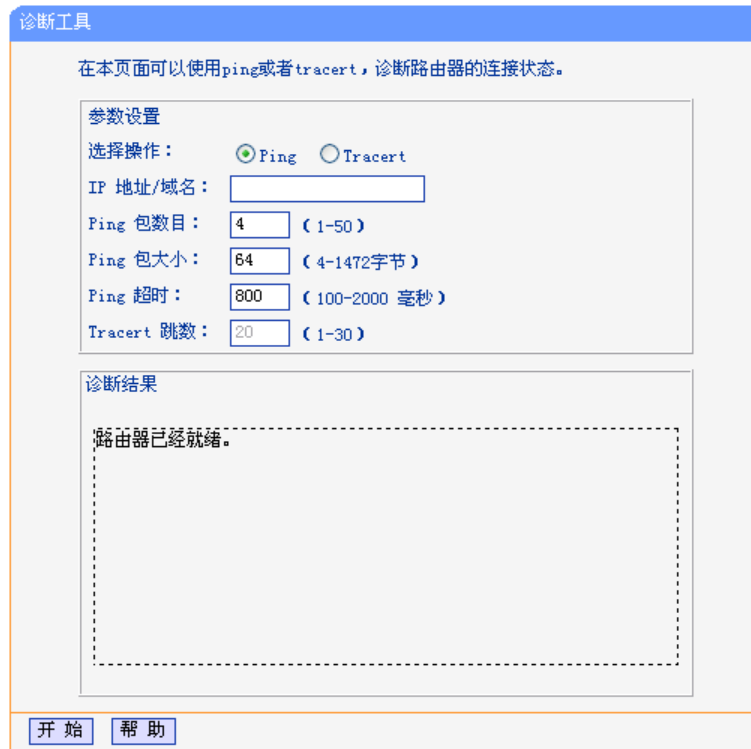 诊断工具
在本页面可以使用ping或者tracert，诊断路由器的连接状态。
参数设置
选择操作： Ping Tracert
IP 地址/域名：
Ping 包数目： 4 （1-50）
Ping 包大小： 64 （4-1472字节）
Ping 超时： 800 （100-2000 毫秒）
Tracert 跳数： 20 （1-30）
诊断结果
路由器已经就绪。
开 始 帮 助